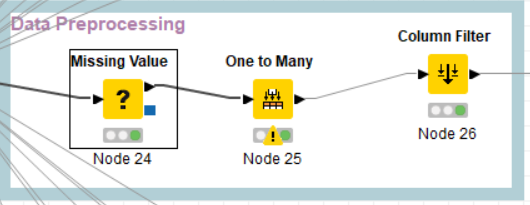 Data Preprocessing
Column Filter
Missing Value
One to Many
?
!
Node 24
Node 25
Node 26